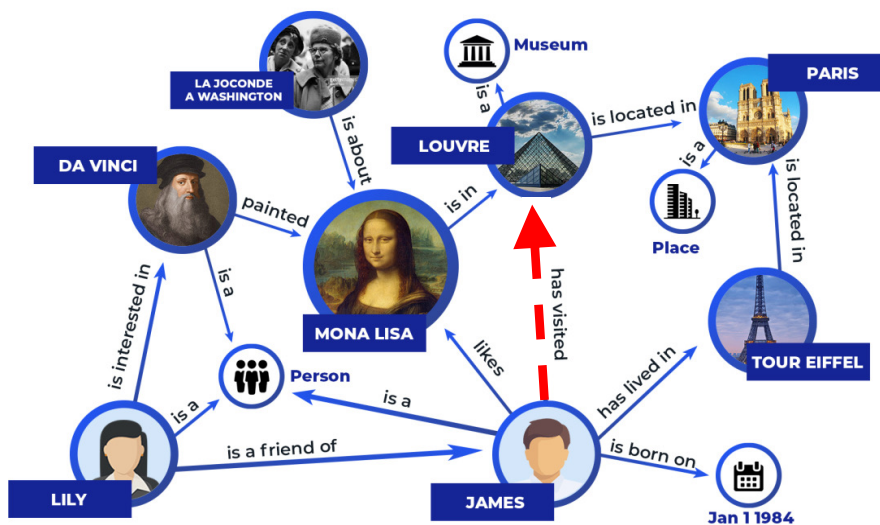 Museum
PARIS
LA JOCONDE
A WASHINGTON
is a
is located in
LOUVRE
is about
is a
DA VINCI
is located in
painted
is in
Place
is a
is interested in
has visited
MONA LISA
likes
TOUR EIFFEL
Person
has lived in
is a
is a
is a friend of
is born on
LILY
JAMES
Jan 1 1984